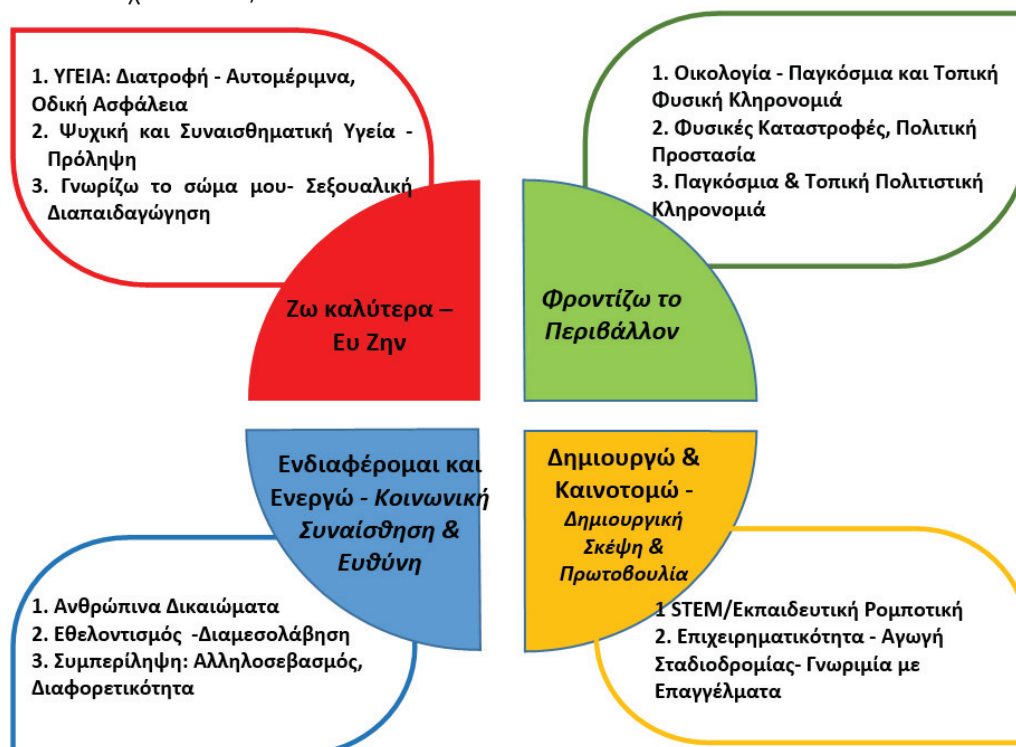 1. ΥΓΕΙΑ: Διατροφή - Αυτομέριμνα,
Οδική Ασφάλεια
2. Ψυχική και Συναισθηματική Υγεία -
Πρόληψη
3. Γνωρίζω το σώμα μου- Σεξουαλική
Διαπαιδαγώγηση
1. Οικολογία - Παγκόσμια και Τοπική
Φυσική Κληρονομιά
2. Φυσικές Καταστροφές, Πολιτική
Προστασία
3. Παγκόσμια & Τοπική Πολιτιστική
Κληρονομιά
Ζω καλύτερα –
Ευ Ζην
Φροντίζω το
Περιβάλλον
Ενδιαφέρομαι και
Ενεργώ - Κοινωνική
Συναίσθηση &
Ευθύνη
Δημιουργώ &
Καινοτομώ -
Δημιουργική
Σκέψη &
Πρωτοβουλία
1. Ανθρώπινα Δικαιώματα
2. Εθελοντισμός -Διαμεσολάβηση
3. Συμπερίληψη: Αλληλοσεβασμός,
Διαφορετικότητα
1 STEM/Εκπαιδευτική Ρομποτική
2. Επιχειρηματικότητα - Αγωγή
Σταδιοδρομίας- Γνωριμία με
Επαγγέλματα